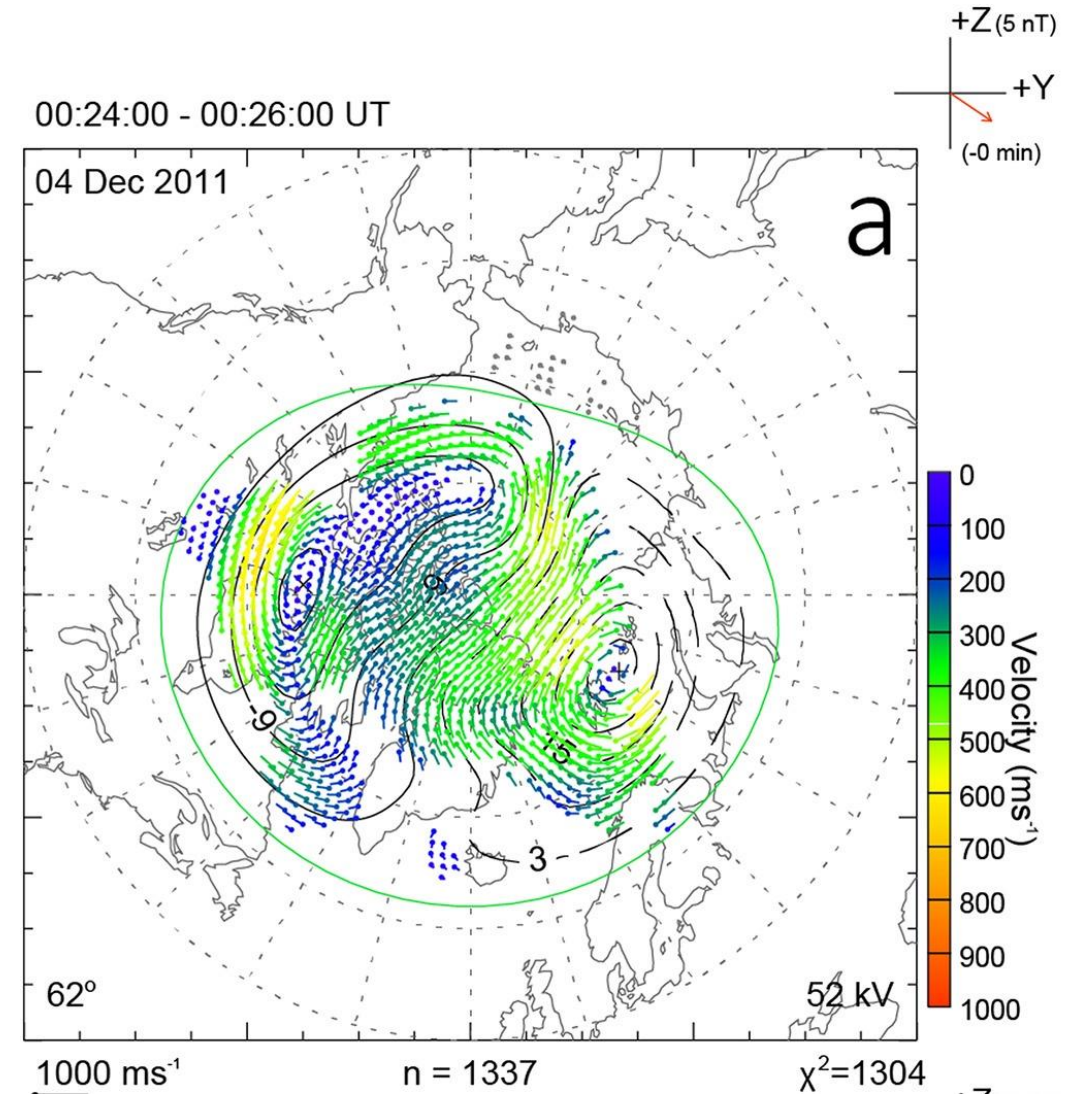 +Z (5 nT)
+Y
(-0 min)
00:24:00 - 00:26:00 UT
04 Dec 2011
a
-9
3
0
100
200
300
400
500
600
700
800
900
1000
Velocity (ms⁻¹)
62°
52 kV
1000 ms⁻¹
n = 1337
χ²=1304